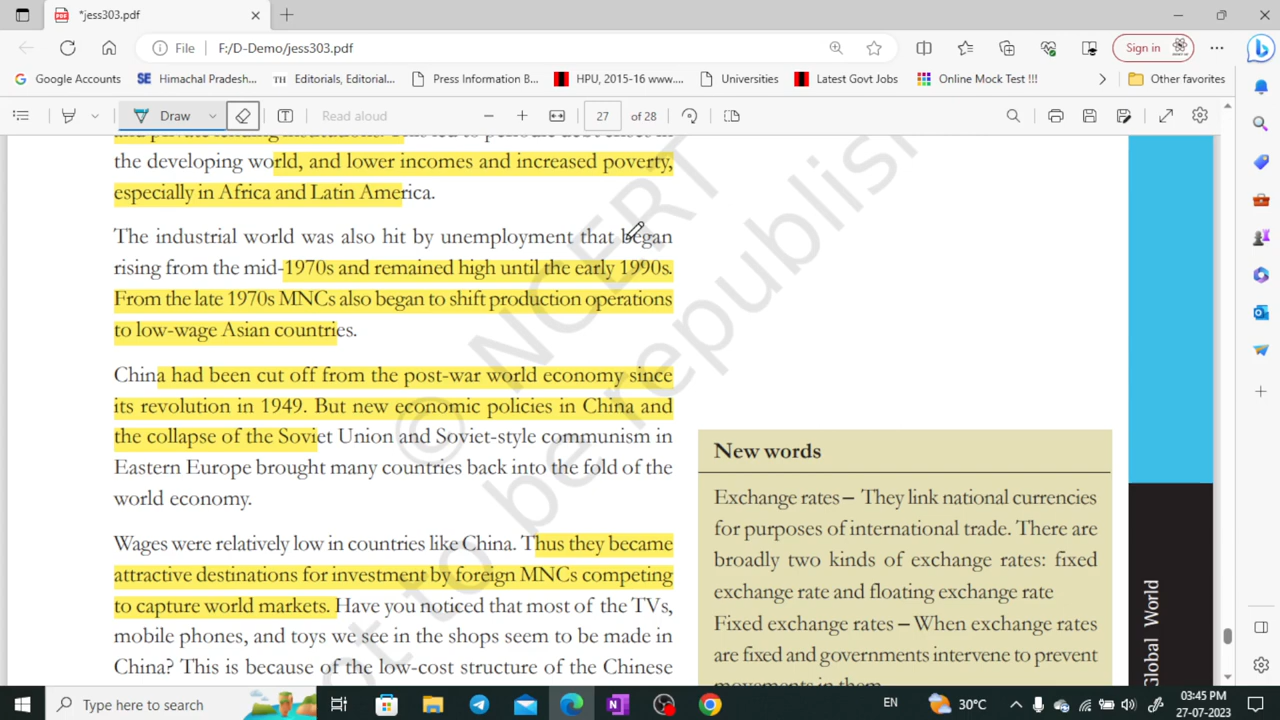 *jess303.pdf
File F:/D-Demo/jess303.pdf
Sign in
Google Accounts
Himachal Pradesh...
Editorials, Editorial...
Press Information B...
HPU, 2015-16 www....
Universities
Latest Govt Jobs
Online Mock Test !!!
Other favorites
Draw
Read aloud
27 of 28
the developing world, and lower incomes and increased poverty,
especially in Africa and Latin America.
The industrial world was also hit by unemployment that began
rising from the mid-1970s and remained high until the early 1990s.
From the late 1970s MNCs also began to shift production operations
to low-wage Asian countries.
China had been cut off from the post-war world economy since
its revolution in 1949. But new economic policies in China and
the collapse of the Soviet Union and Soviet-style communism in
Eastern Europe brought many countries back into the fold of the
world economy.
Wages were relatively low in countries like China. Thus they became
attractive destinations for investment by foreign MNCs competing
to capture world markets. Have you noticed that most of the TVs,
mobile phones, and toys we see in the shops seem to be made in
China? This is because of the low-cost structure of the Chinese
© NCERT
not to be republish
New words
Exchange rates – They link national currencies
for purposes of international trade. There are
broadly two kinds of exchange rates: fixed
exchange rate and floating exchange rate
Fixed exchange rates – When exchange rates
are fixed and governments intervene to prevent
movements in them
Global World
Type here to search
30°C
EN
03:45 PM
27-07-2023